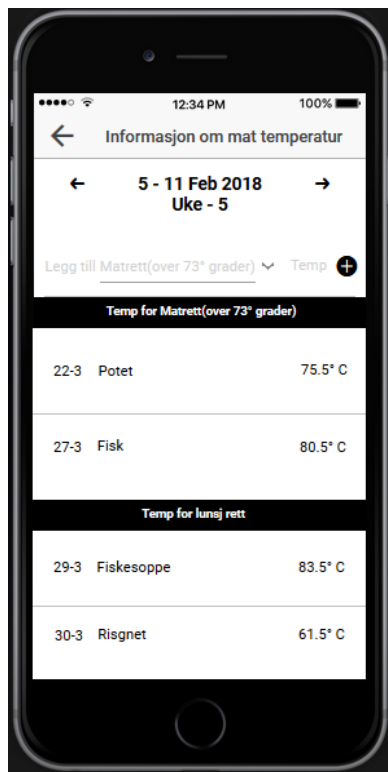 12:34 PM 100%
Informasjon om mat temperatur
5 - 11 Feb 2018
Uke - 5
Legg till Matrett(over 73° grader) Temp
Temp for Matrett(over 73° grader)
22-3 Potet 75.5° C
27-3 Fisk 80.5° C
Temp for lunsj rett
29-3 Fiskesoppe 83.5° C
30-3 Risgnet 61.5° C